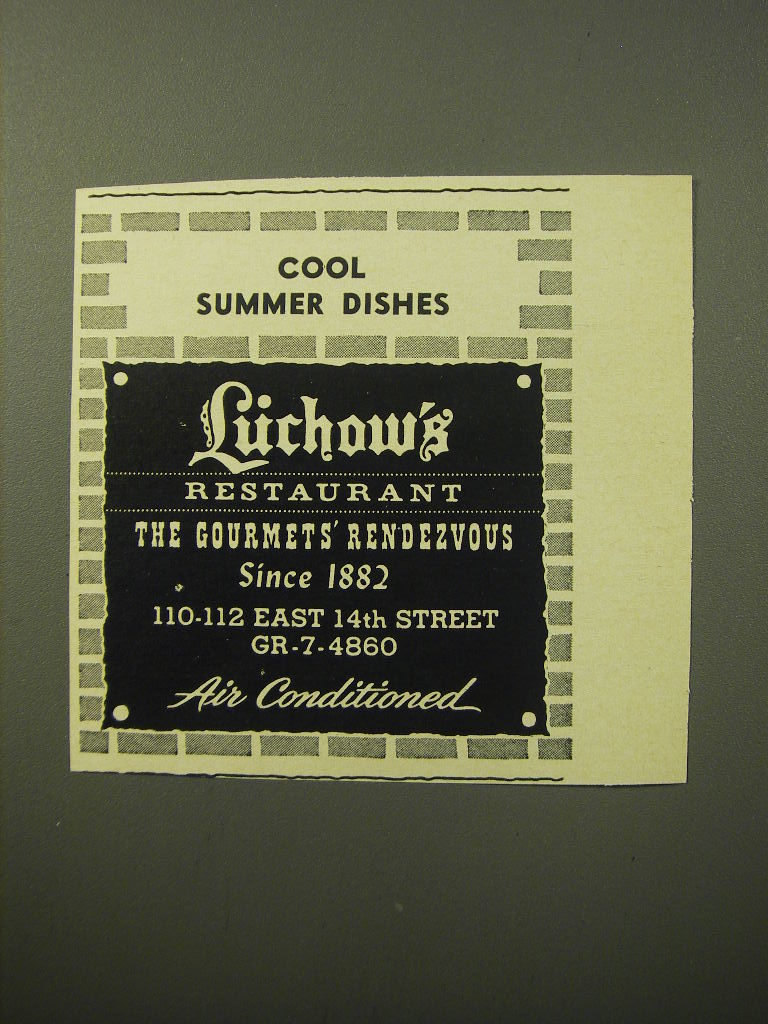 COOL
SUMMER DISHES
Lüchow's
RESTAURANT
THE GOURMETS' RENDEZVOUS
Since 1882
110-112 EAST 14th STREET
GR-7-4860
Air Conditioned